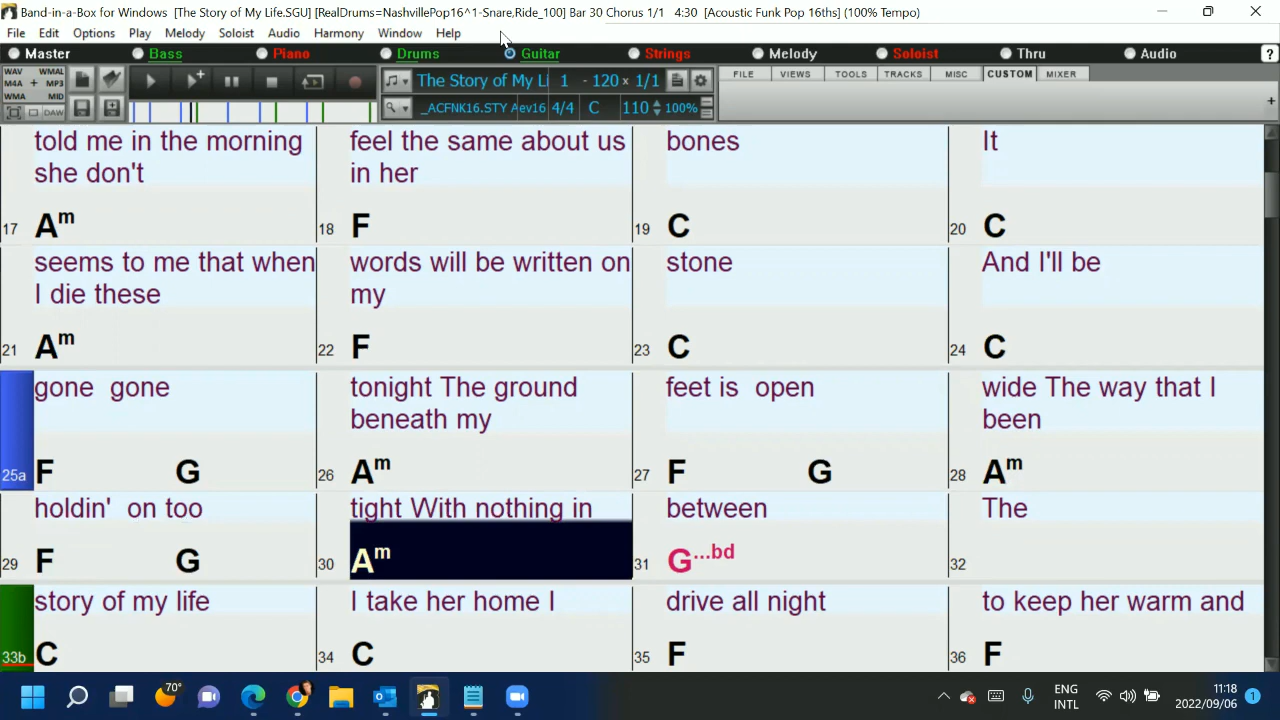 Band-in-a-Box for Windows [The Story of My Life.SGU] [RealDrums=NashvillePop16^1-Snare,Ride_100] Bar 30 Chorus 1/1 4:30 [Acoustic Funk Pop 16ths] (100% Tempo)
File Edit Options Play Melody Soloist Audio Harmony Window Help
Master Bass Piano Drums Guitar Strings Melody Soloist Thru Audio ?
WAV WMAL
M4A + MP3
WMA MID
DAW
The Story of My Li 1 - 120 x 1/1
_ACFNK16.STY Aev16 4/4 C 110 100%
FILE VIEWS TOOLS TRACKS MISC CUSTOM MIXER
+
told me in the morning she don't
feel the same about us in her
bones
It
17 Am 18 F 19 C 20 C
seems to me that when I die these
words will be written on my
stone
And I'll be
21 Am 22 F 23 C 24 C
gone gone
tonight The ground beneath my
feet is open
wide The way that I been
25a F G 26 Am 27 F G 28 Am
holdin' on too
tight With nothing in
between
The
29 F G 30 Am 31 G...bd 32
story of my life
I take her home I
drive all night
to keep her warm and
33b C 34 C 35 F 36 F
70°
ENG
INTL
11:18
2022/09/06
1